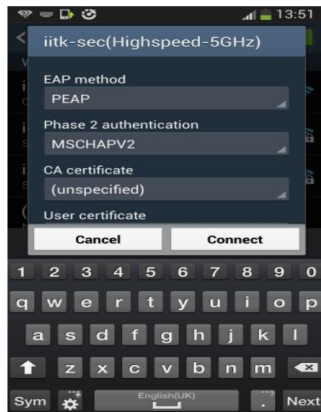 13:51
iitk-sec(Highspeed-5GHz)
EAP method
PEAP
Phase 2 authentication
MSCHAPV2
CA certificate
(unspecified)
User certificate
Cancel Connect
1 2 3 4 5 6 7 8 9 0
q w e r t y u i o p
a s d f g h j k l
z x c v b n m
Sym English(UK) . Next